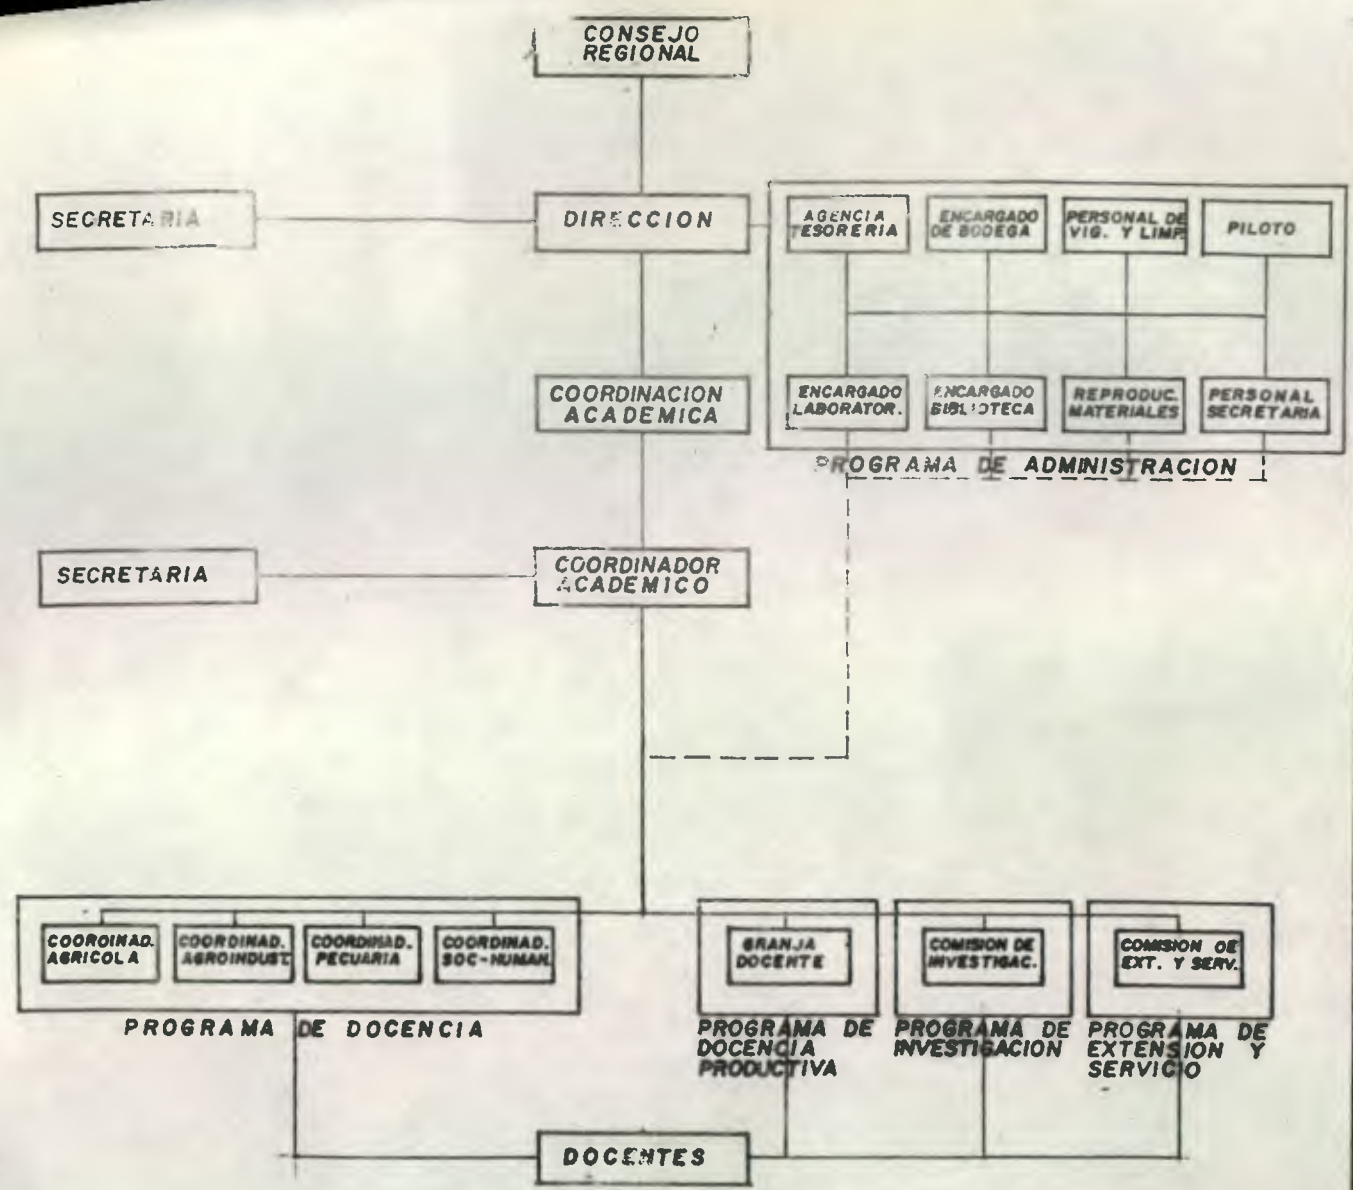 CONSEJO
REGIONAL
SECRETARIA
DIRECCION
AGENCIA
TESORERIA
ENCARGADO
DE BODEGA
PERSONAL DE
VIG. Y LIMP.
PILOTO
COORDINACION
ACADEMICA
ENCARGADO
LABORATOR.
ENCARGADO
BIBLIOTECA
REPRODUC.
MATERIALES
PERSONAL
SECRETARIA
PROGRAMA DE ADMINISTRACION
SECRETARIA
COORDINADOR
ACADEMICO
COORDINAD.
AGRICOLA
COORDINAD.
AGROINDUST.
COORDINAD.
PECUARIA
COORDINAD.
SOC-HUMAN.
GRANJA
DOCENTE
COMISION DE
INVESTIGAC.
COMISION DE
EXT. Y SERV.
PROGRAMA DE DOCENCIA
PROGRAMA DE
DOCENCIA
PRODUCTIVA
PROGRAMA DE
INVESTIGACION
PROGRAMA DE
EXTENSION Y
SERVICIO
DOCENTES